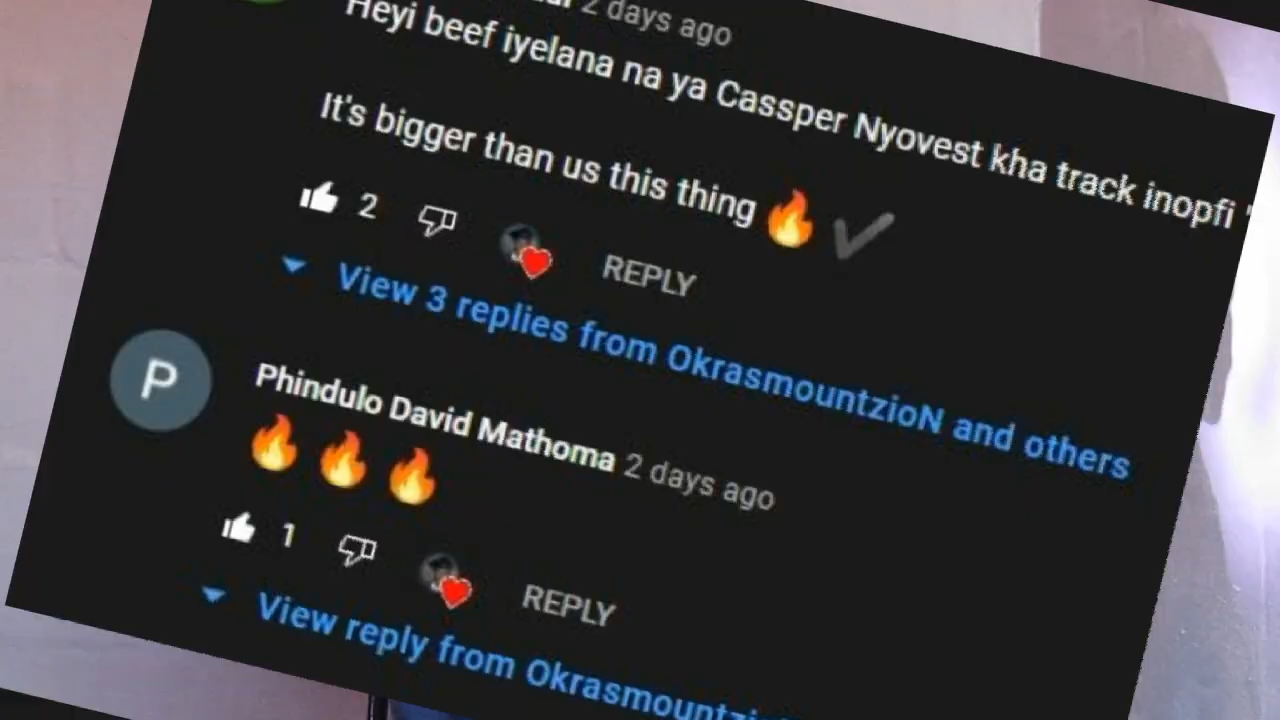 2 days ago
Heyi beef iyelana na ya Cassper Nyovest kha track inopfi
It's bigger than us this thing 🔥 ✔
2
REPLY
View 3 replies from OkrasmountzioN and others
P
Phindulo David Mathoma 2 days ago
🔥 🔥 🔥
1
REPLY
View reply from